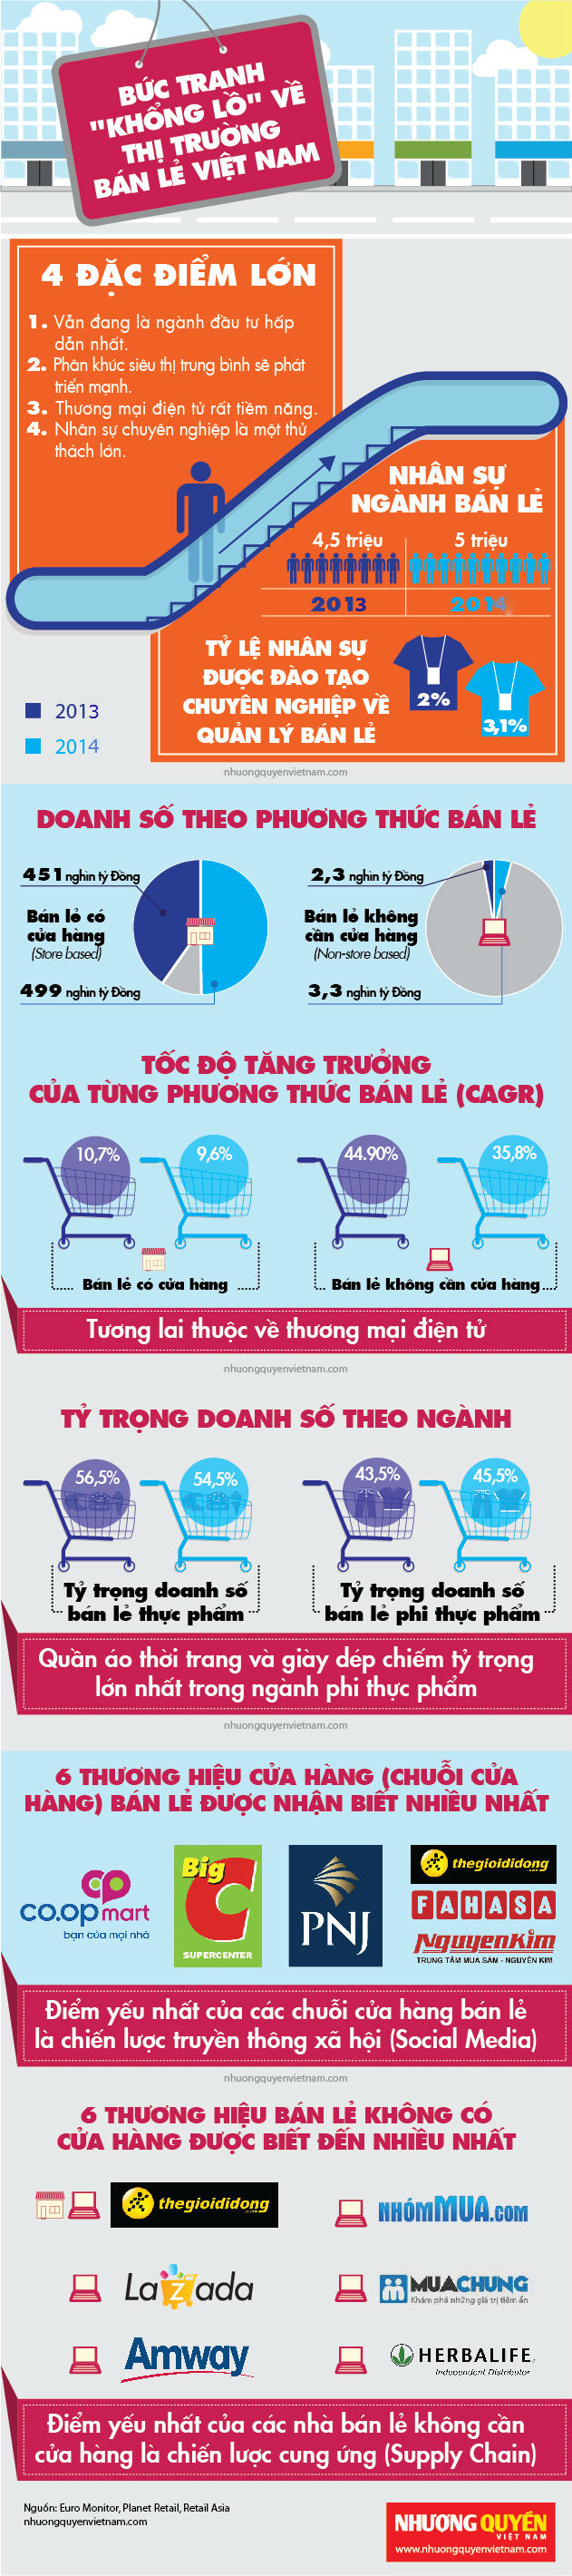 BỨC TRANH
"KHỔNG LỒ" VỀ
THỊ TRƯỜNG
BÁN LẺ VIỆT NAM
4 ĐẶC ĐIỂM LỚN
1. Vẫn đang là ngành đầu tư hấp
dẫn nhất.
2. Phân khúc siêu thị trung bình sẽ phát
triển mạnh.
3. Thương mại điện tử rất tiềm năng.
4. Nhân sự chuyên nghiệp là một thử
thách lớn.
NHÂN SỰ
NGÀNH BÁN LẺ
4,5 triệu
5 triệu
2013
2014
TỶ LỆ NHÂN SỰ
ĐƯỢC ĐÀO TẠO
CHUYÊN NGHIỆP VỀ
QUẢN LÝ BÁN LẺ
2%
3,1%
2013
2014
nhuongquyenvietnam.com
DOANH SỐ THEO PHƯƠNG THỨC BÁN LẺ
451 nghìn tỷ Đồng
Bán lẻ có
cửa hàng
(Store based)
499 nghìn tỷ Đồng
2,3 nghìn tỷ Đồng
Bán lẻ không
cần cửa hàng
(Non-store based)
3,3 nghìn tỷ Đồng
TỐC ĐỘ TĂNG TRƯỞNG
CỦA TỪNG PHƯƠNG THỨC BÁN LẺ (CAGR)
10,7%
9,6%
44.90%
35,8%
Bán lẻ có cửa hàng
Bán lẻ không cần cửa hàng
Tương lai thuộc về thương mại điện tử
nhuongquyenvietnam.com
TỶ TRỌNG DOANH SỐ THEO NGÀNH
56,5%
54,5%
43,5%
45,5%
Tỷ trọng doanh số
bán lẻ thực phẩm
Tỷ trọng doanh số
bán lẻ phi thực phẩm
Quần áo thời trang và giày dép chiếm tỷ trọng
lớn nhất trong ngành phi thực phẩm
nhuongquyenvietnam.com
6 THƯƠNG HIỆU CỬA HÀNG (CHUỖI CỬA
HÀNG) BÁN LẺ ĐƯỢC NHẬN BIẾT NHIỀU NHẤT
co.opmart
bạn của mọi nhà
Big
C
SUPERCENTER
PNJ
thegioididong
.com
FAHASA
NguyenKim
TRUNG TÂM MUA SẮM - NGUYỄN KIM
Điểm yếu nhất của các chuỗi cửa hàng bán lẻ
là chiến lược truyền thông xã hội (Social Media)
nhuongquyenvietnam.com
6 THƯƠNG HIỆU BÁN LẺ KHÔNG CÓ
CỬA HÀNG ĐƯỢC BIẾT ĐẾN NHIỀU NHẤT
thegioididong
.com
NHÓMMUA.COM
Lazada
MUACHUNG
Khám phá những giá trị tiềm ẩn
Amway
HERBALIFE.
Independent Distributor
Điểm yếu nhất của các nhà bán lẻ không cần
cửa hàng là chiến lược cung ứng (Supply Chain)
Nguồn: Euro Monitor, Planet Retail, Retail Asia
nhuongquyenvietnam.com
NHƯỢNG QUYỀN
VIỆT NAM
www.nhuongquyenvietnam.com